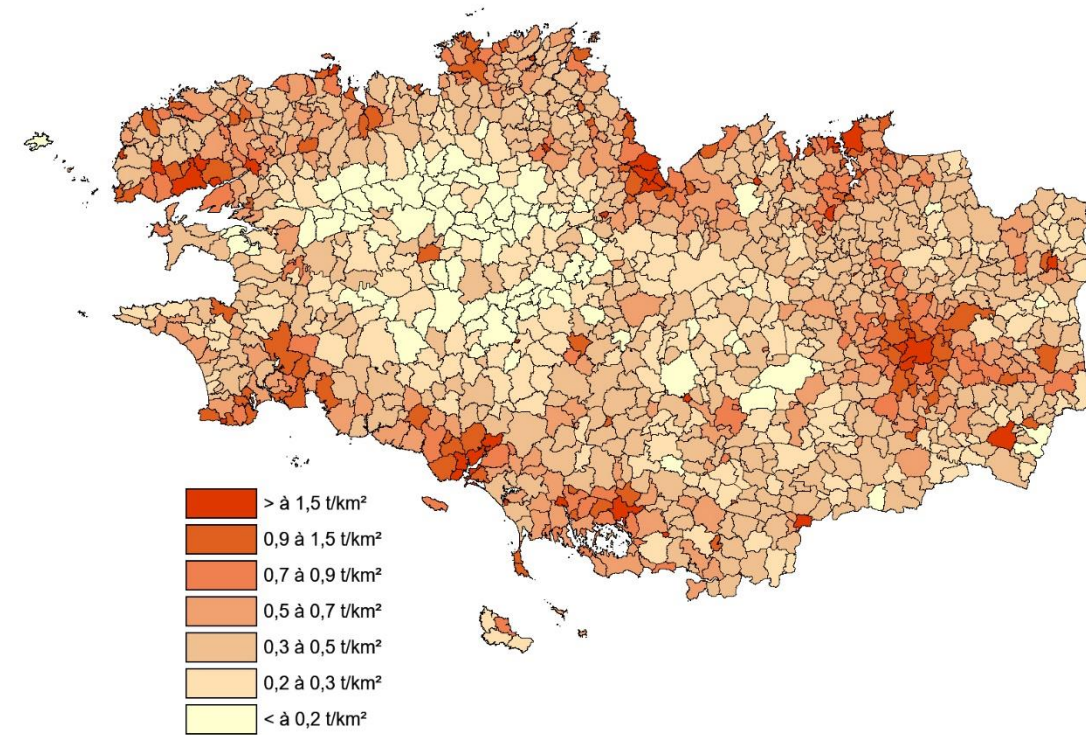 > à 1,5 t/km²
0,9 à 1,5 t/km²
0,7 à 0,9 t/km²
0,5 à 0,7 t/km²
0,3 à 0,5 t/km²
0,2 à 0,3 t/km²
< à 0,2 t/km²